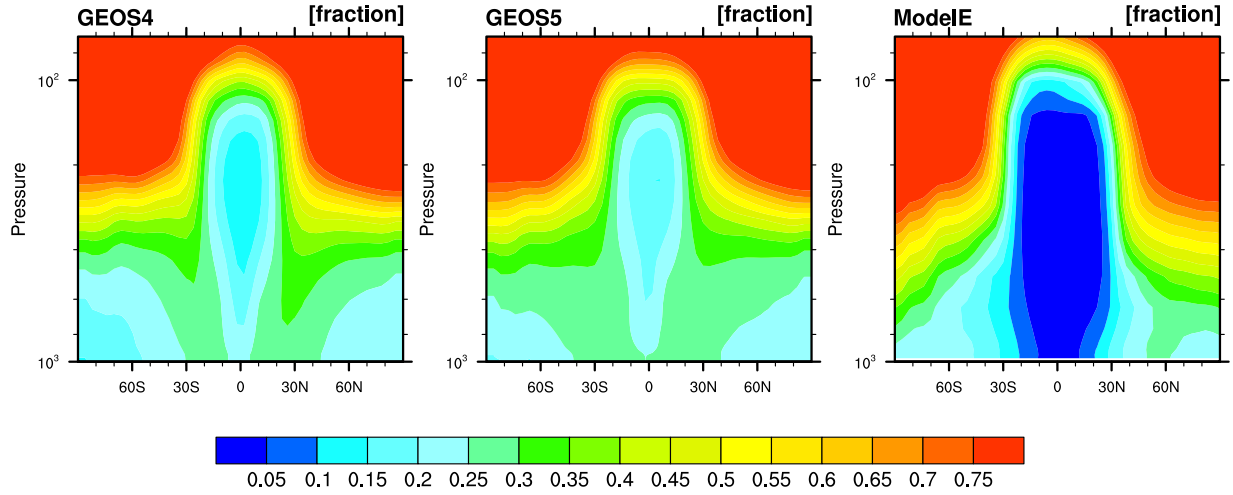 GEOS4 [fraction] GEOS5 [fraction] ModelE [fraction]
10² 10² 10²
Pressure Pressure Pressure
10³ 10³ 10³
60S 30S 0 30N 60N 60S 30S 0 30N 60N 60S 30S 0 30N 60N
0.05 0.1 0.15 0.2 0.25 0.3 0.35 0.4 0.45 0.5 0.55 0.6 0.65 0.7 0.75